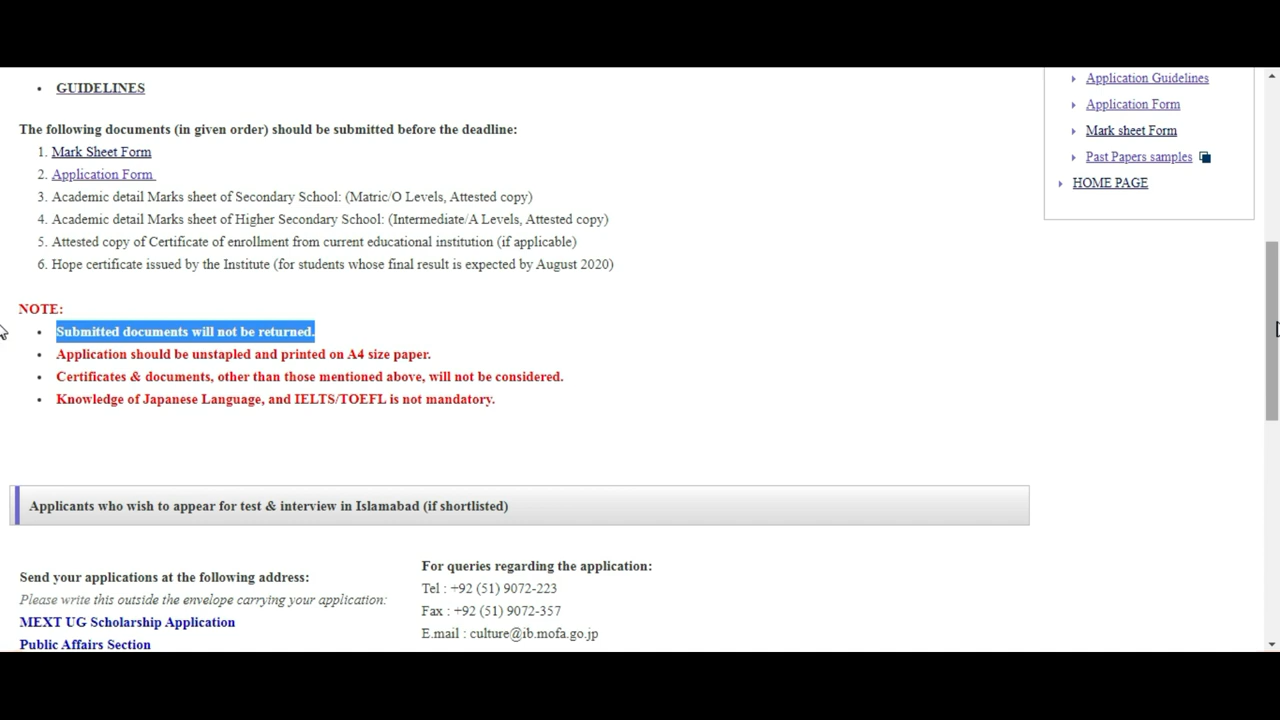 GUIDELINES
The following documents (in given order) should be submitted before the deadline:
1. Mark Sheet Form
2. Application Form
3. Academic detail Marks sheet of Secondary School: (Matric/O Levels, Attested copy)
4. Academic detail Marks sheet of Higher Secondary School: (Intermediate/A Levels, Attested copy)
5. Attested copy of Certificate of enrollment from current educational institution (if applicable)
6. Hope certificate issued by the Institute (for students whose final result is expected by August 2020)
NOTE:
Submitted documents will not be returned.
Application should be unstapled and printed on A4 size paper.
Certificates & documents, other than those mentioned above, will not be considered.
Knowledge of Japanese Language, and IELTS/TOEFL is not mandatory.
Applicants who wish to appear for test & interview in Islamabad (if shortlisted)
Send your applications at the following address:
Please write this outside the envelope carrying your application:
MEXT UG Scholarship Application
Public Affairs Section
For queries regarding the application:
Tel : +92 (51) 9072-223
Fax : +92 (51) 9072-357
E.mail : culture@ib.mofa.go.jp
Application Guidelines
Application Form
Mark sheet Form
Past Papers samples
HOME PAGE